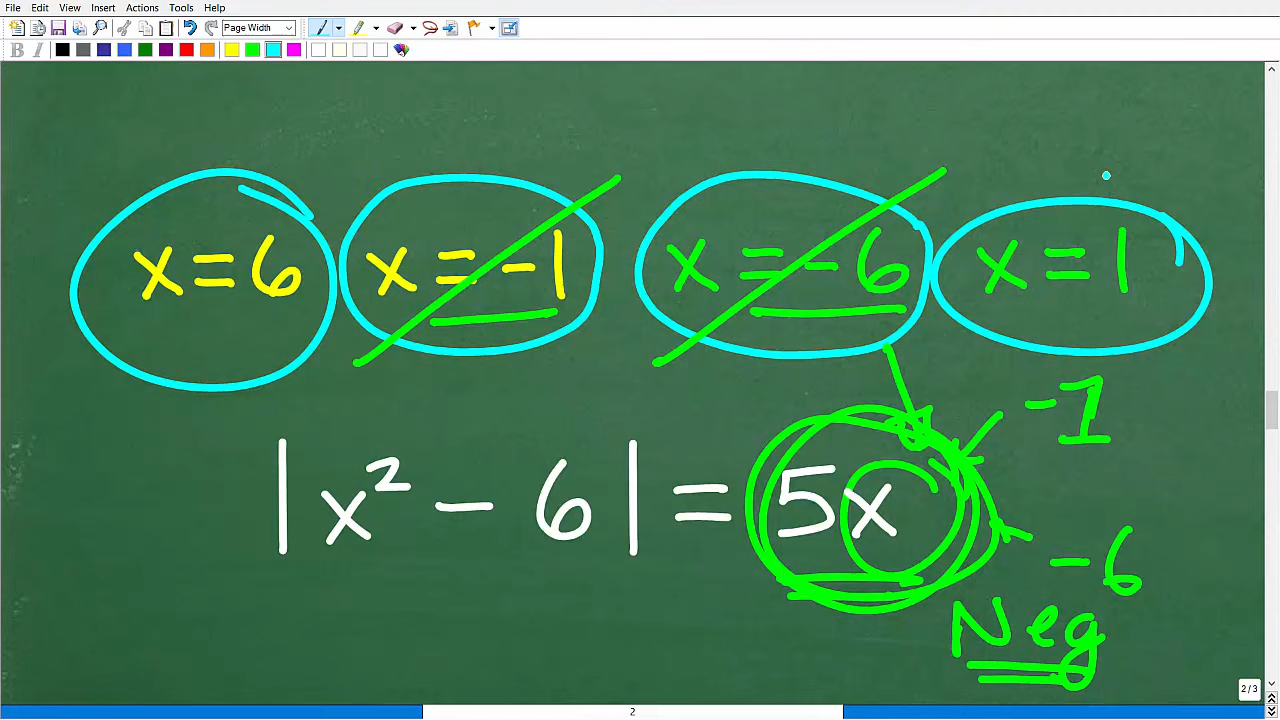 File Edit View Insert Actions Tools Help
Page Width
B I
x = 6 x = -1 x = -6 x = 1
-1
|x² - 6| = 5x
-6
Neg
2/3
2